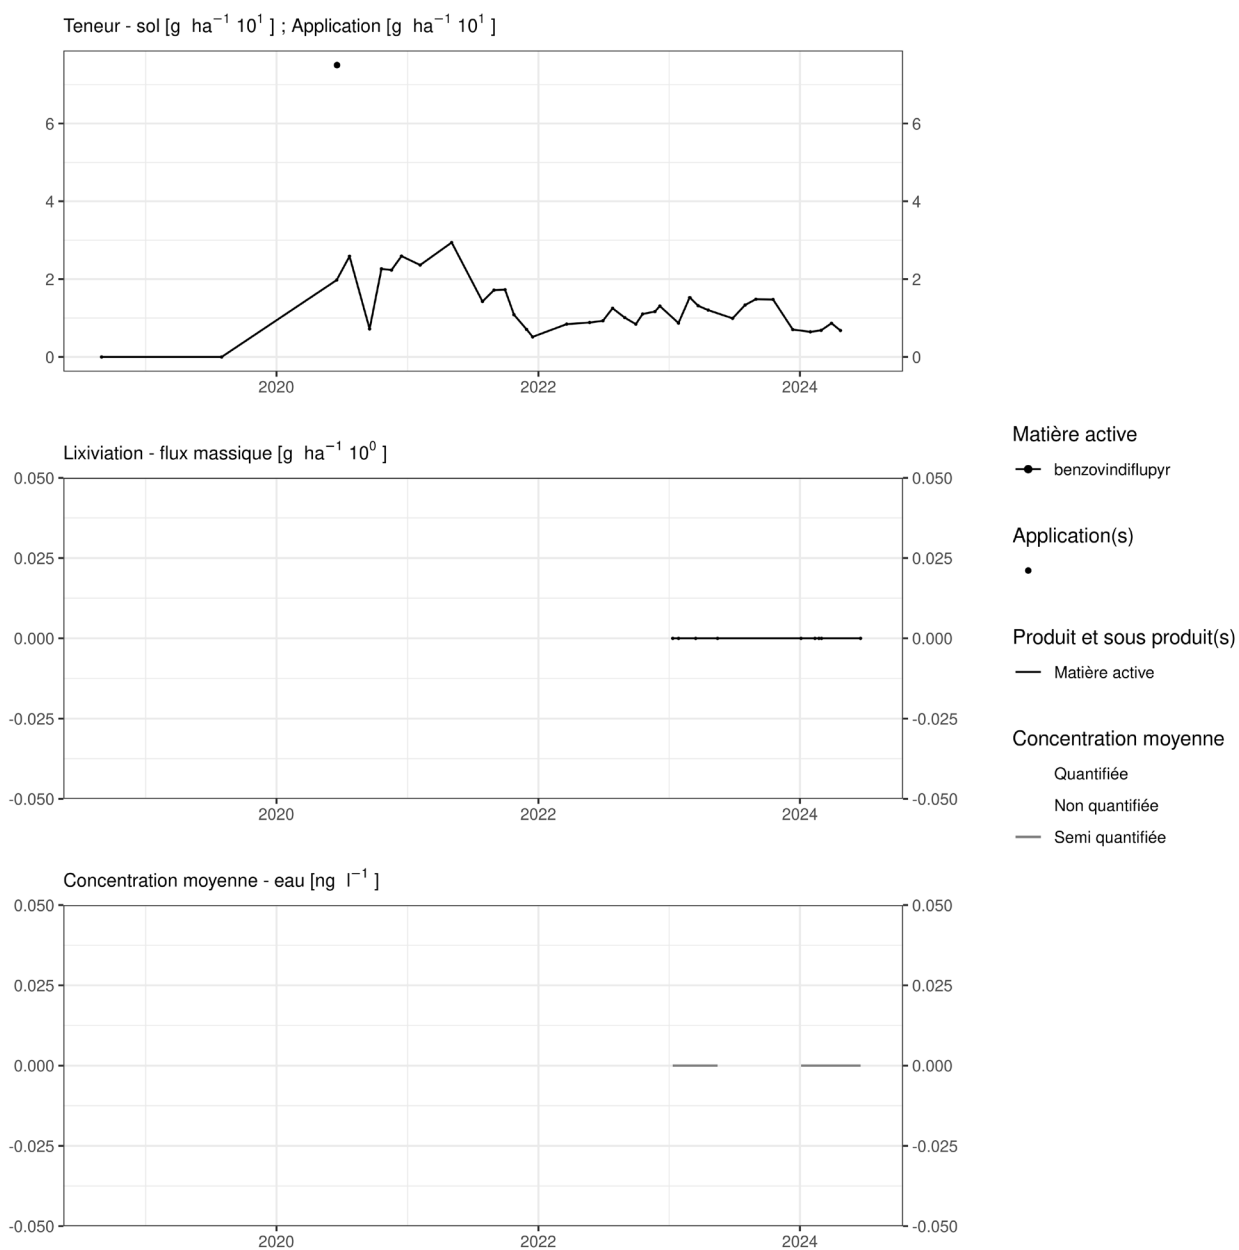 Teneur - sol [g ha⁻¹ 10¹ ] ; Application [g ha⁻¹ 10¹ ]
6 6
4 4
2 2
0 0
2020 2022 2024
Lixiviation - flux massique [g ha⁻¹ 10⁰ ]
0.050 0.050
0.025 0.025
0.000 0.000
-0.025 -0.025
-0.050 -0.050
2020 2022 2024
Concentration moyenne - eau [ng l⁻¹ ]
0.050 0.050
0.025 0.025
0.000 0.000
-0.025 -0.025
-0.050 -0.050
2020 2022 2024
Matière active
benzovindiflupyr
Application(s)
Produit et sous produit(s)
Matière active
Concentration moyenne
Quantifiée
Non quantifiée
Semi quantifiée